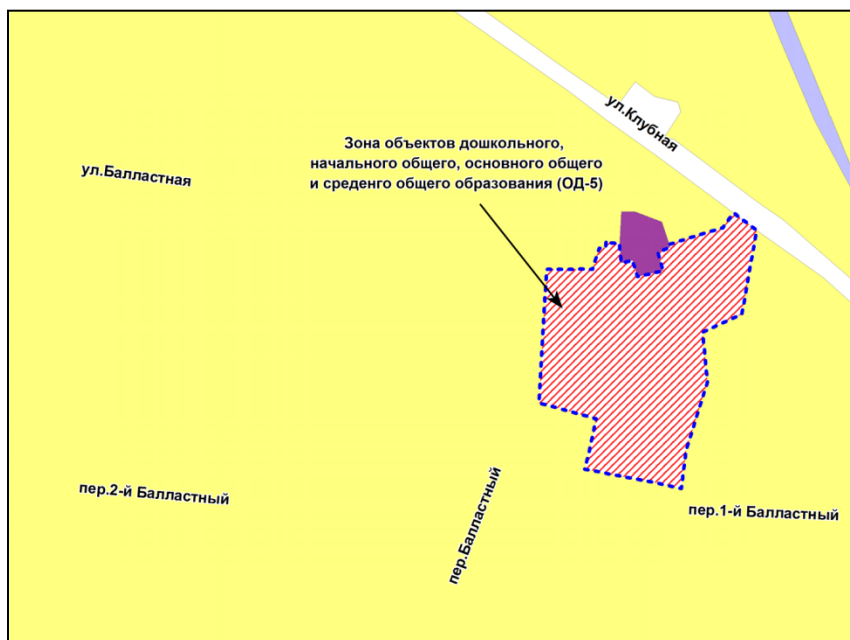 ул.Клубная
Зона объектов дошкольного,
начального общего, основного общего
и среденго общего образования (ОД-5)
ул.Балластная
пер.2-й Балластный
пер.Балластный
пер.1-й Балластный